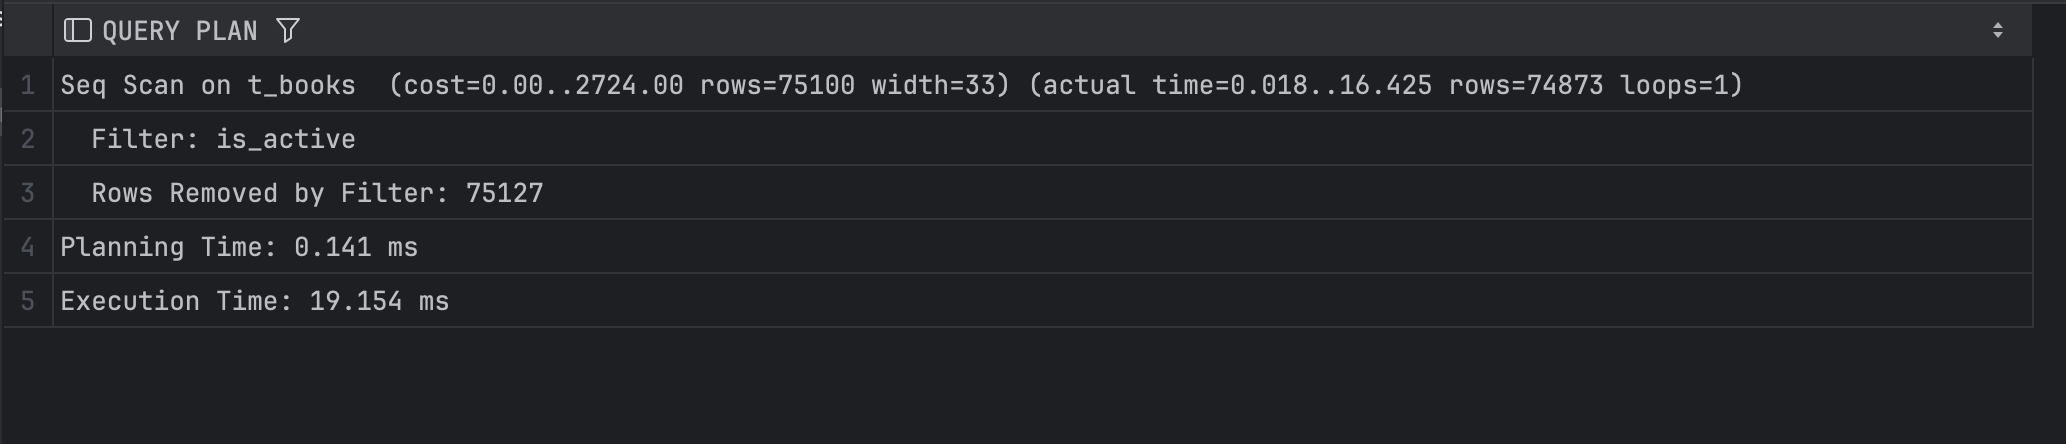 QUERY PLAN
1 Seq Scan on t_books  (cost=0.00..2724.00 rows=75100 width=33) (actual time=0.018..16.425 rows=74873 loops=1)
2   Filter: is_active
3   Rows Removed by Filter: 75127
4 Planning Time: 0.141 ms
5 Execution Time: 19.154 ms